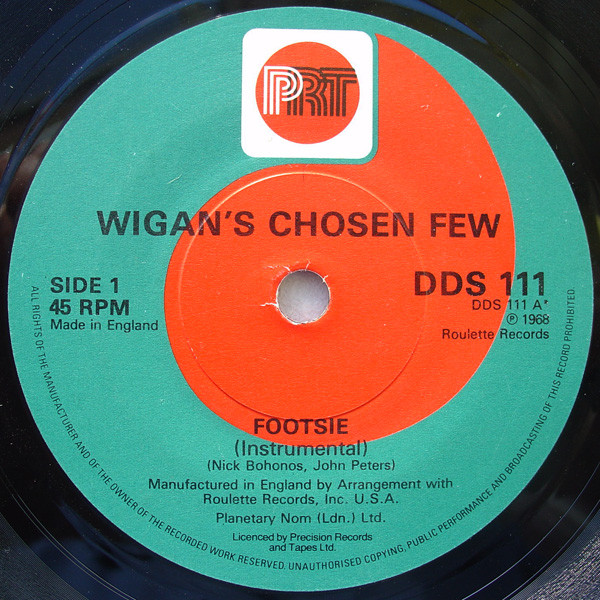 PRT
WIGAN'S CHOSEN FEW
SIDE 1
45 RPM
Made in England
DDS 111
DDS 111 A*
℗ 1968
Roulette Records
FOOTSIE
(Instrumental)
(Nick Bohonos, John Peters)
Manufactured in England by Arrangement with
Roulette Records, Inc. U.S.A.
Planetary Nom (Ldn.) Ltd.
Licenced by Precision Records
and Tapes Ltd.
ALL RIGHTS OF THE MANUFACTURER AND OF THE OWNER OF THE RECORDED WORK RESERVED. UNAUTHORISED COPYING, PUBLIC PERFORMANCE AND BROADCASTING OF THIS RECORD PROHIBITED.